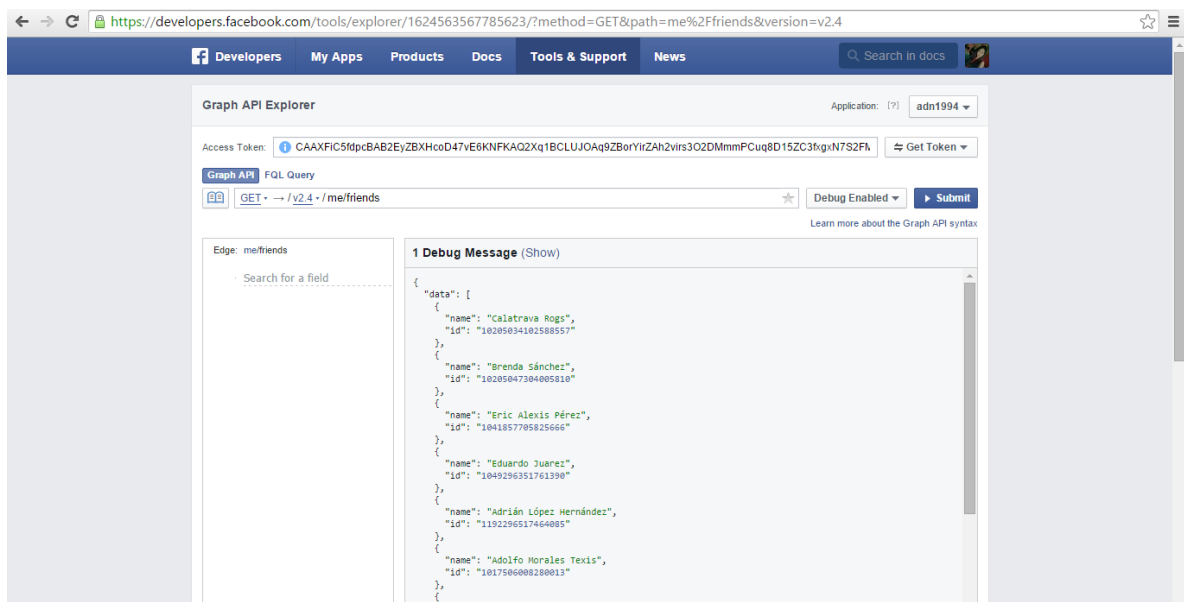 https://developers.facebook.com/tools/explorer/1624563567785623/?method=GET&path=me%2Ffriends&version=v2.4
Developers My Apps Products Docs Tools & Support News Search in docs
Graph API Explorer Application: [?] adn1994
Access Token: CAAXFiC5fdpcBAB2EyZBXHcoD47vE6KNFKAQ2Xq1BCLUJOAq9ZBorYirZAh2virs3O2DMmmPCuq8D15ZC3fxgxN7S2FM Get Token
Graph API FQL Query
GET → / v2.4 / me/friends Debug Enabled Submit
Learn more about the Graph API syntax
Edge: me/friends
Search for a field
1 Debug Message (Show)
{
"data": [
{
"name": "Calatrava Rogs",
"id": "10205034102588557"
},
{
"name": "Brenda Sánchez",
"id": "10205047304005810"
},
{
"name": "Eric Alexis Pérez",
"id": "1041857705825666"
},
{
"name": "Eduardo Juarez",
"id": "1049296351761390"
},
{
"name": "Adrián López Hernández",
"id": "1192296517464085"
},
{
"name": "Adolfo Morales Texis",
"id": "1017506008280013"
},
{